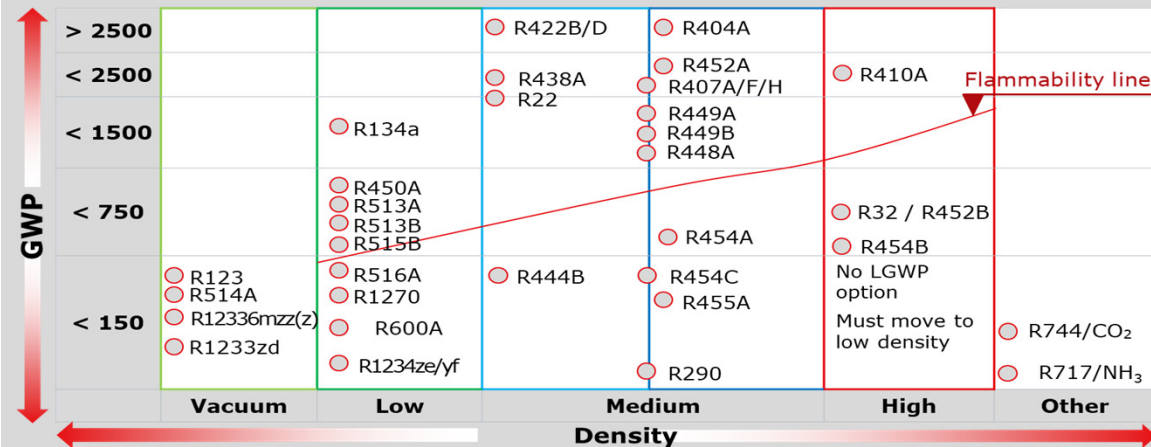 GWP
> 2500
R422B/D
R404A
< 2500
R438A
R22
R452A
R407A/F/H
R410A
Flammability line
< 1500
R134a
R449A
R449B
R448A
< 750
R450A
R513A
R513B
R515B
R454A
R32 / R452B
R454B
< 150
R123
R514A
R12336mzz(z)
R1233zd
R516A
R1270
R600A
R1234ze/yf
R444B
R454C
R455A
R290
No LGWP
option
Must move to
low density
R744/CO₂
R717/NH₃
Vacuum
Low
Medium
High
Other
Density